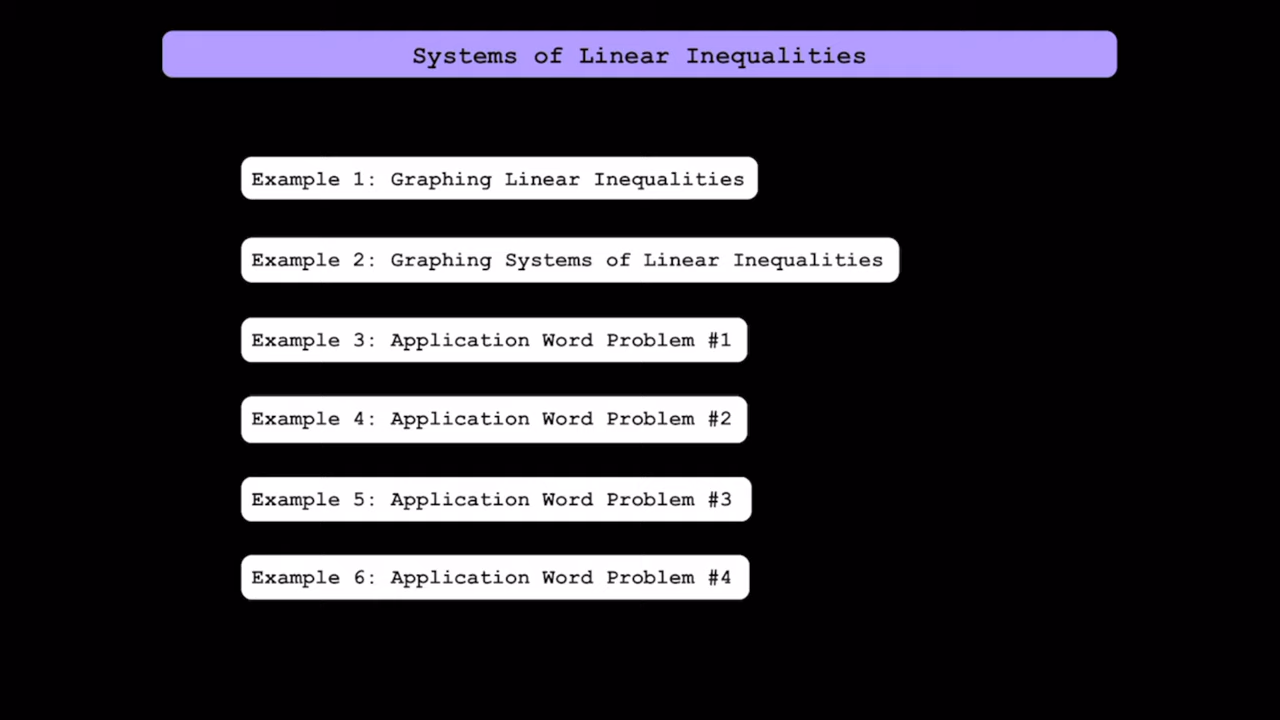 Systems of Linear Inequalities
Example 1: Graphing Linear Inequalities
Example 2: Graphing Systems of Linear Inequalities
Example 3: Application Word Problem #1
Example 4: Application Word Problem #2
Example 5: Application Word Problem #3
Example 6: Application Word Problem #4